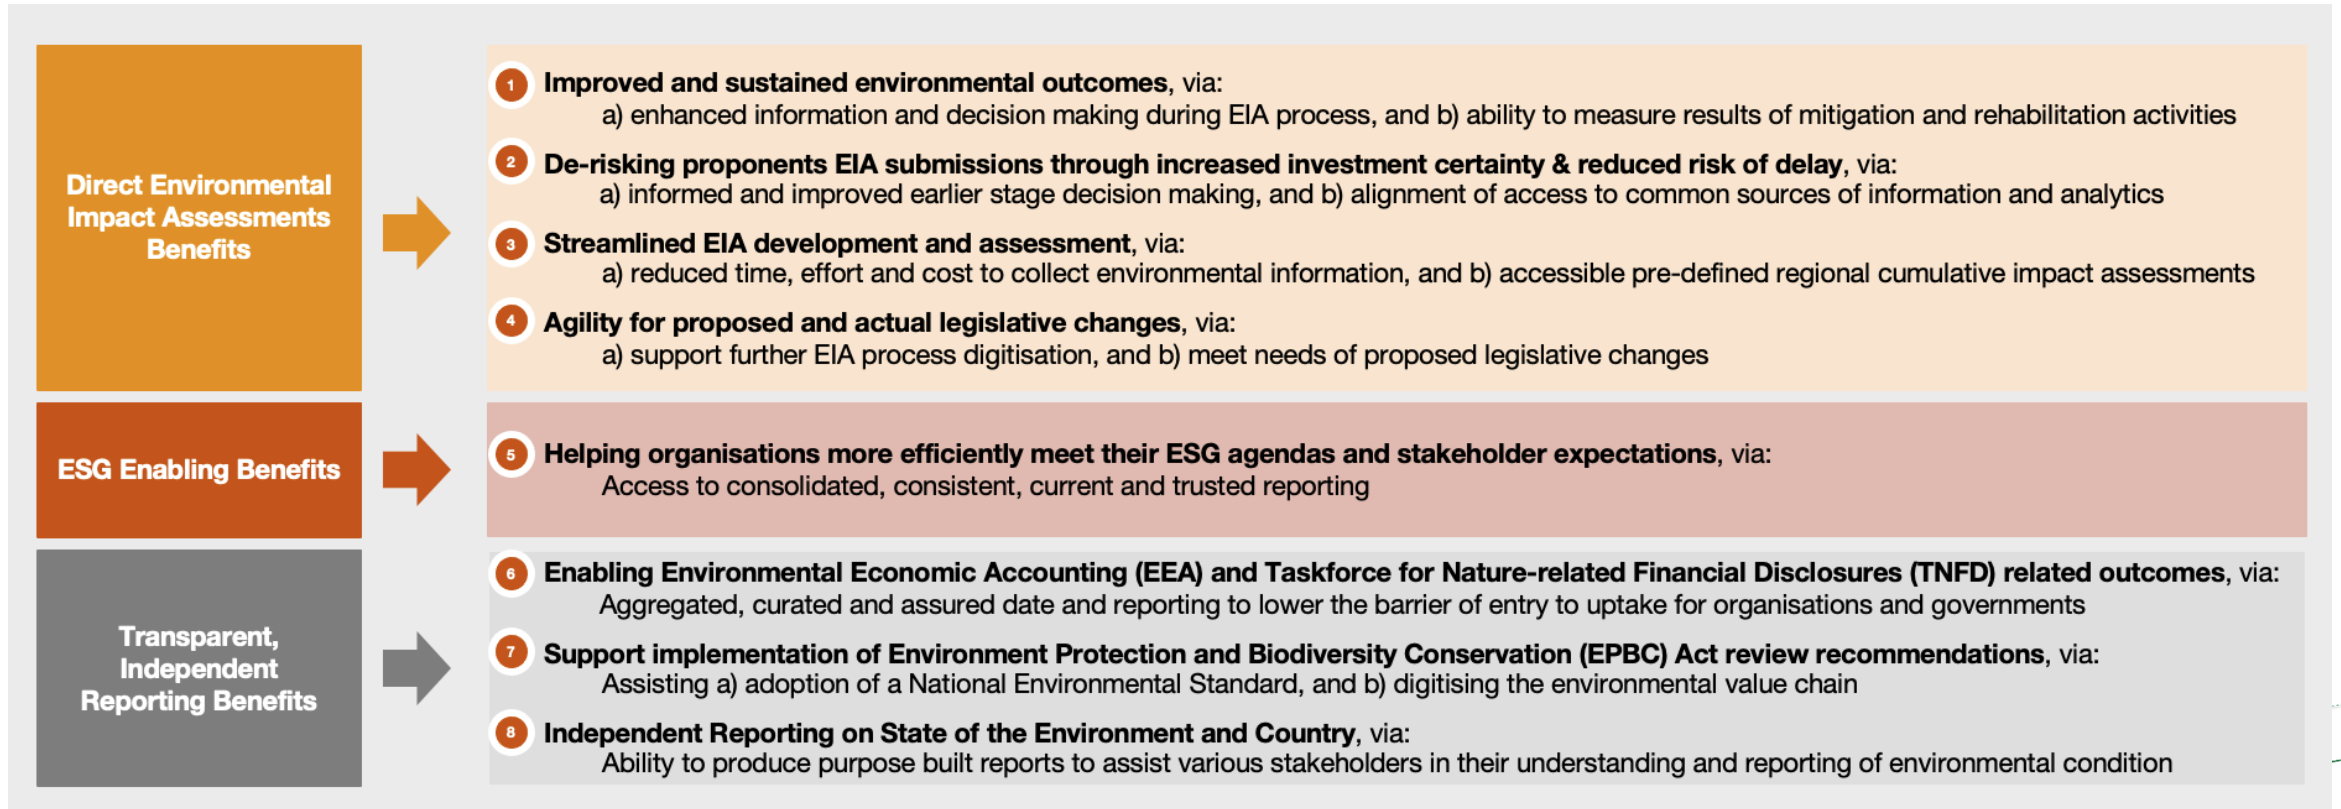 Direct Environmental
Impact Assessments
Benefits
1 Improved and sustained environmental outcomes, via:
a) enhanced information and decision making during EIA process, and b) ability to measure results of mitigation and rehabilitation activities
2 De-risking proponents EIA submissions through increased investment certainty & reduced risk of delay, via:
a) informed and improved earlier stage decision making, and b) alignment of access to common sources of information and analytics
3 Streamlined EIA development and assessment, via:
a) reduced time, effort and cost to collect environmental information, and b) accessible pre-defined regional cumulative impact assessments
4 Agility for proposed and actual legislative changes, via:
a) support further EIA process digitisation, and b) meet needs of proposed legislative changes
ESG Enabling Benefits
5 Helping organisations more efficiently meet their ESG agendas and stakeholder expectations, via:
Access to consolidated, consistent, current and trusted reporting
Transparent,
Independent
Reporting Benefits
6 Enabling Environmental Economic Accounting (EEA) and Taskforce for Nature-related Financial Disclosures (TNFD) related outcomes, via:
Aggregated, curated and assured date and reporting to lower the barrier of entry to uptake for organisations and governments
7 Support implementation of Environment Protection and Biodiversity Conservation (EPBC) Act review recommendations, via:
Assisting a) adoption of a National Environmental Standard, and b) digitising the environmental value chain
8 Independent Reporting on State of the Environment and Country, via:
Ability to produce purpose built reports to assist various stakeholders in their understanding and reporting of environmental condition